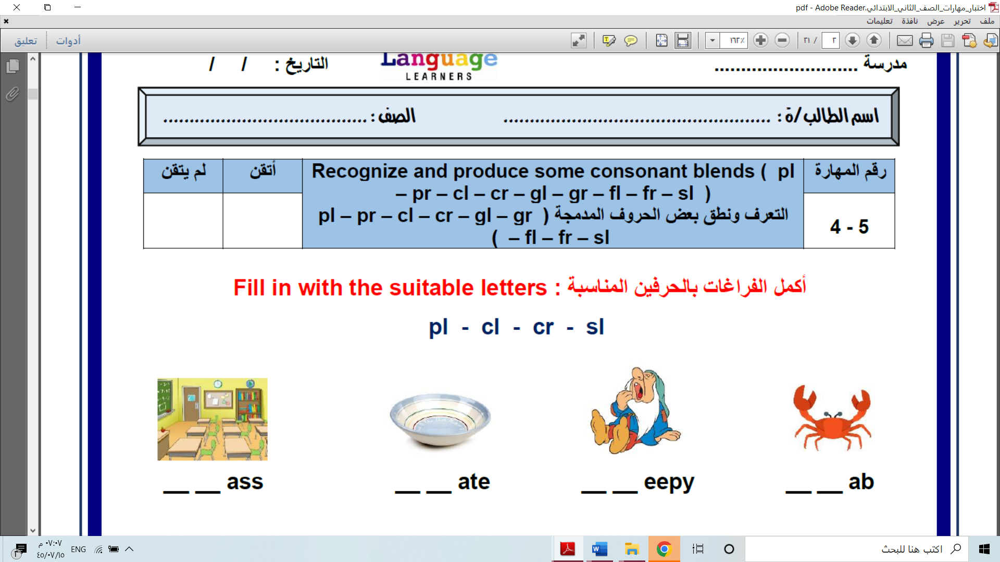 اختبار_مهارات_الصف_الثاني_الابتدائي.pdf - Adobe Reader
ملف تحرير عرض نافذة تعليمات
٢ / ٢١ ١٦٢٪ أدوات تعليق
مدرسة ..........................
Language
LEARNERS
التاريخ : / /
اسم الطالب/ة : ................................................... الصف : .......................................
رقم المهارة
4 - 5
Recognize and produce some consonant blends ( pl
– pr – cl – cr – gl – gr – fl – fr – sl )
التعرف ونطق بعض الحروف المدمجة ( pl – pr – cl – cr – gl – gr
– fl – fr – sl )
أتقن
لم يتقن
Fill in with the suitable letters : أكمل الفراغات بالحرفين المناسبة
pl - cl - cr - sl
__ __ ass
__ __ ate
__ __ eepy
__ __ ab
اكتب هنا للبحث
ENG
٠٧:٠٧ م
٤٥/٠٧/١٥